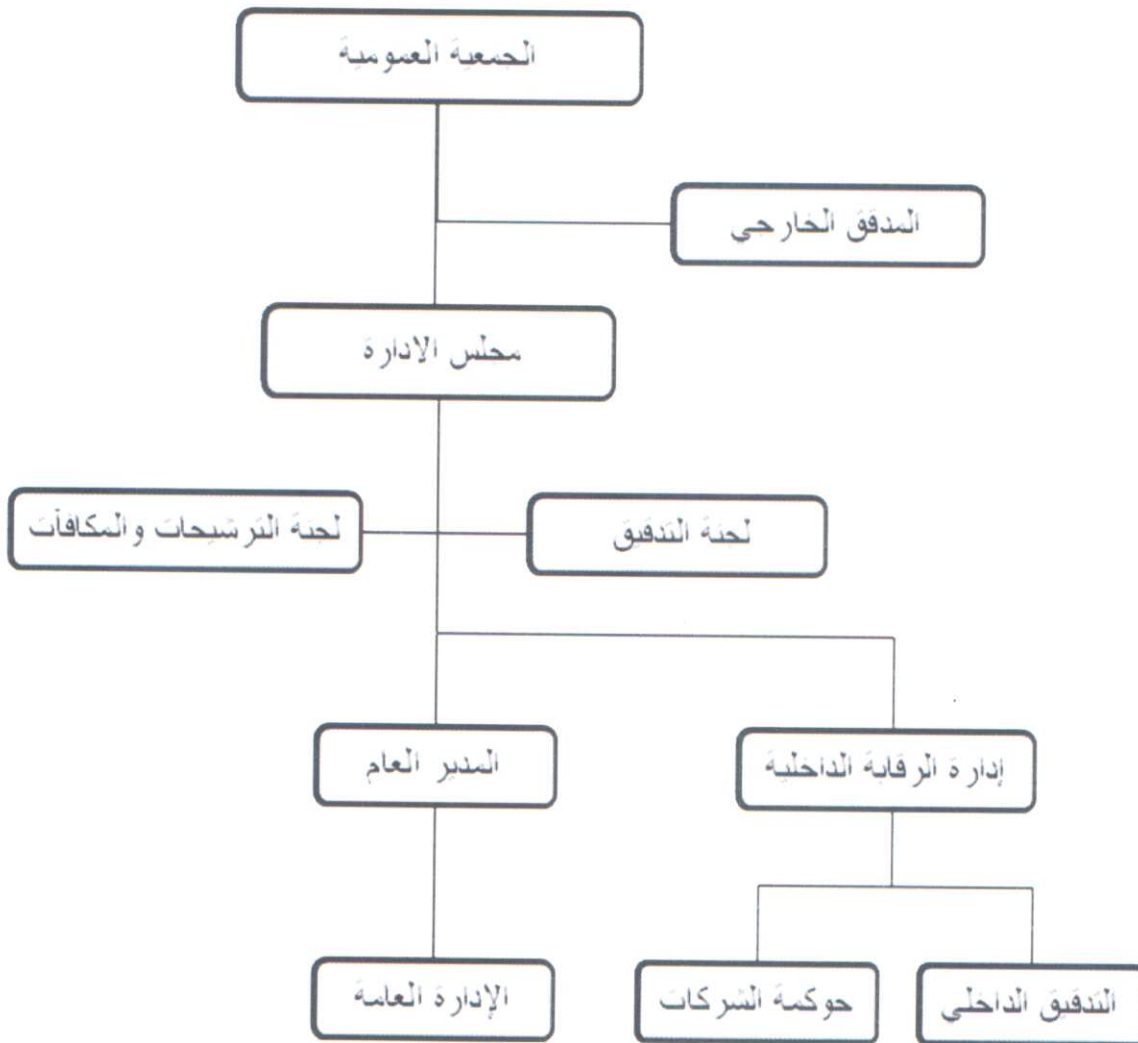 الجمعية العمومية
المدقق الخارجي
مجلس الادارة
لجنة التدقيق
لجنة الترشيحات والمكافآت
إدارة الرقابة الداخلية
المدير العام
التدقيق الداخلي
حوكمة الشركات
الإدارة العامة